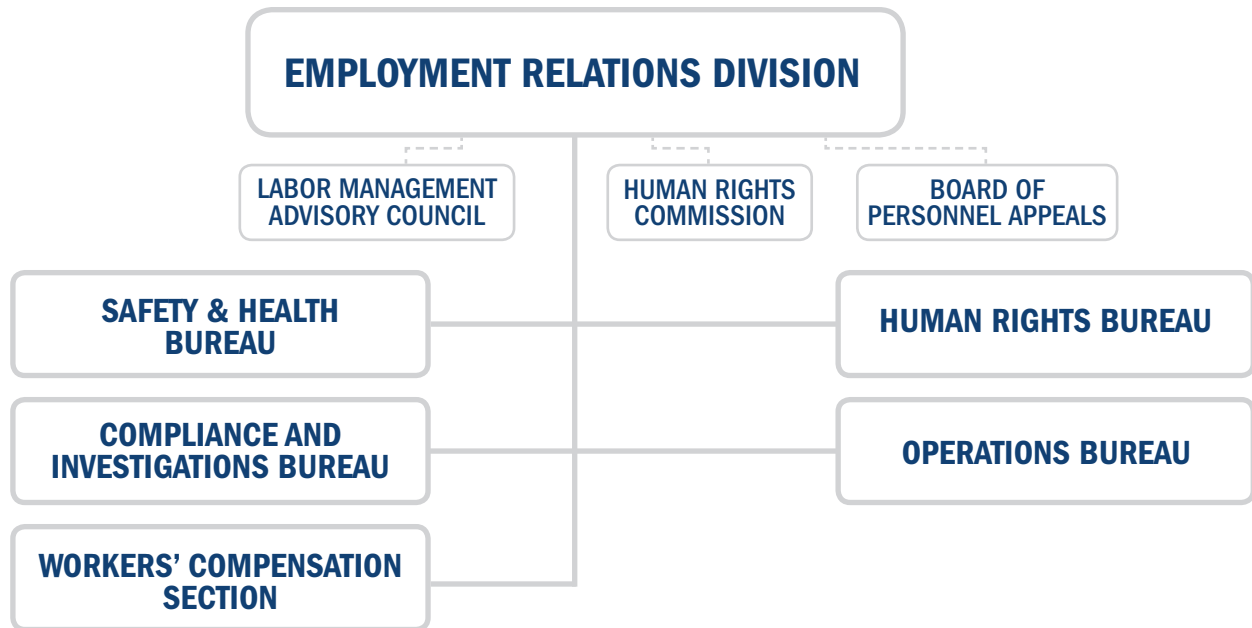 EMPLOYMENT RELATIONS DIVISION
LABOR MANAGEMENT
ADVISORY COUNCIL
HUMAN RIGHTS
COMMISSION
BOARD OF
PERSONNEL APPEALS
SAFETY & HEALTH
BUREAU
HUMAN RIGHTS BUREAU
COMPLIANCE AND
INVESTIGATIONS BUREAU
OPERATIONS BUREAU
WORKERS’ COMPENSATION
SECTION